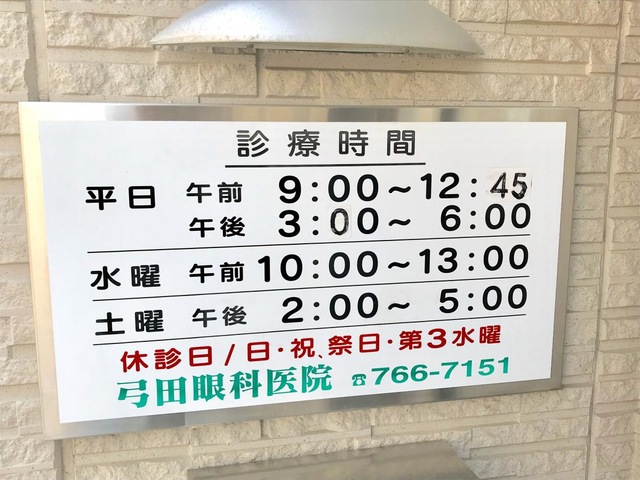 診療時間
平日 午前 9:00～12:45
午後 3:00～ 6:00
水曜 午前 10:00～13:00
土曜 午後 2:00～ 5:00
休診日/日・祝、祭日・第3水曜
弓田眼科医院 ☎766-7151